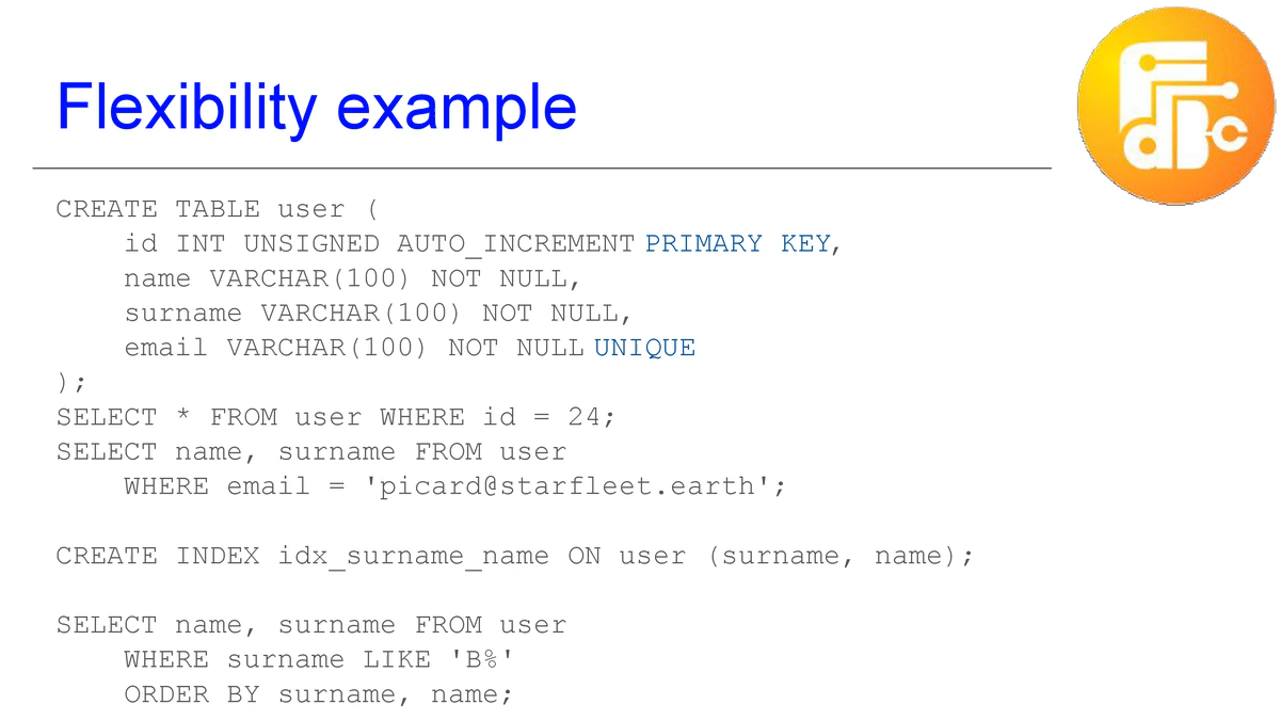 Flexibility example
CREATE TABLE user (
    id INT UNSIGNED AUTO_INCREMENT PRIMARY KEY,
    name VARCHAR(100) NOT NULL,
    surname VARCHAR(100) NOT NULL,
    email VARCHAR(100) NOT NULL UNIQUE
);
SELECT * FROM user WHERE id = 24;
SELECT name, surname FROM user
    WHERE email = 'picard@starfleet.earth';
CREATE INDEX idx_surname_name ON user (surname, name);
SELECT name, surname FROM user
    WHERE surname LIKE 'B%'
    ORDER BY surname, name;